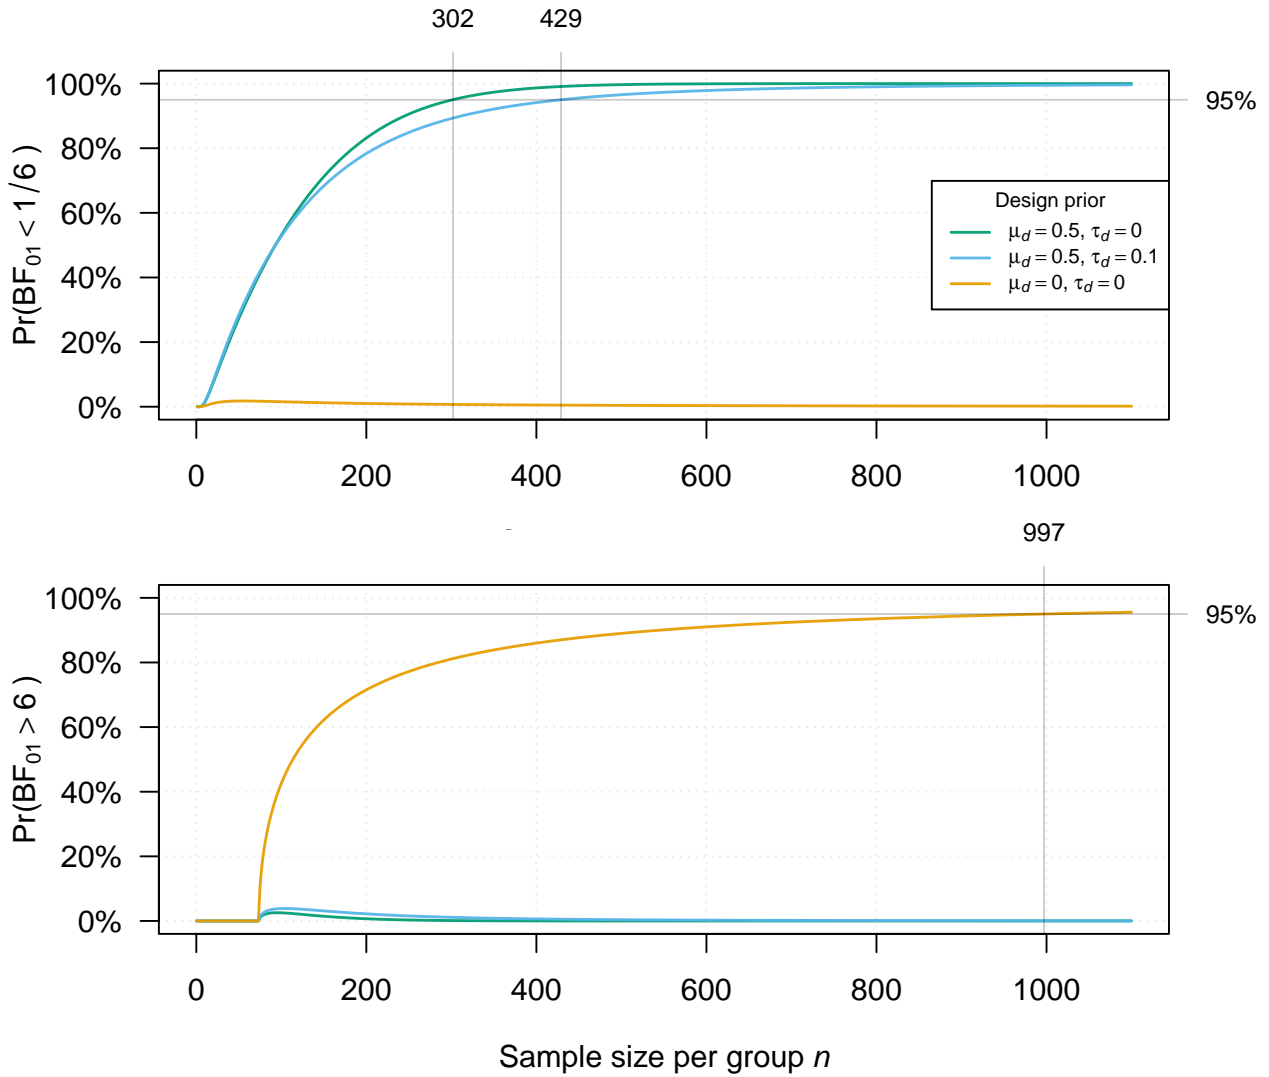 302 429
100%
95%
80%
60%
40%
20%
0%
Pr(BF₀₁ < 1/6 )
Design prior
μd = 0.5, τd = 0
μd = 0.5, τd = 0.1
μd = 0, τd = 0
0 200 400 600 800 1000
997
100%
95%
80%
60%
40%
20%
0%
Pr(BF₀₁ > 6 )
0 200 400 600 800 1000
Sample size per group n